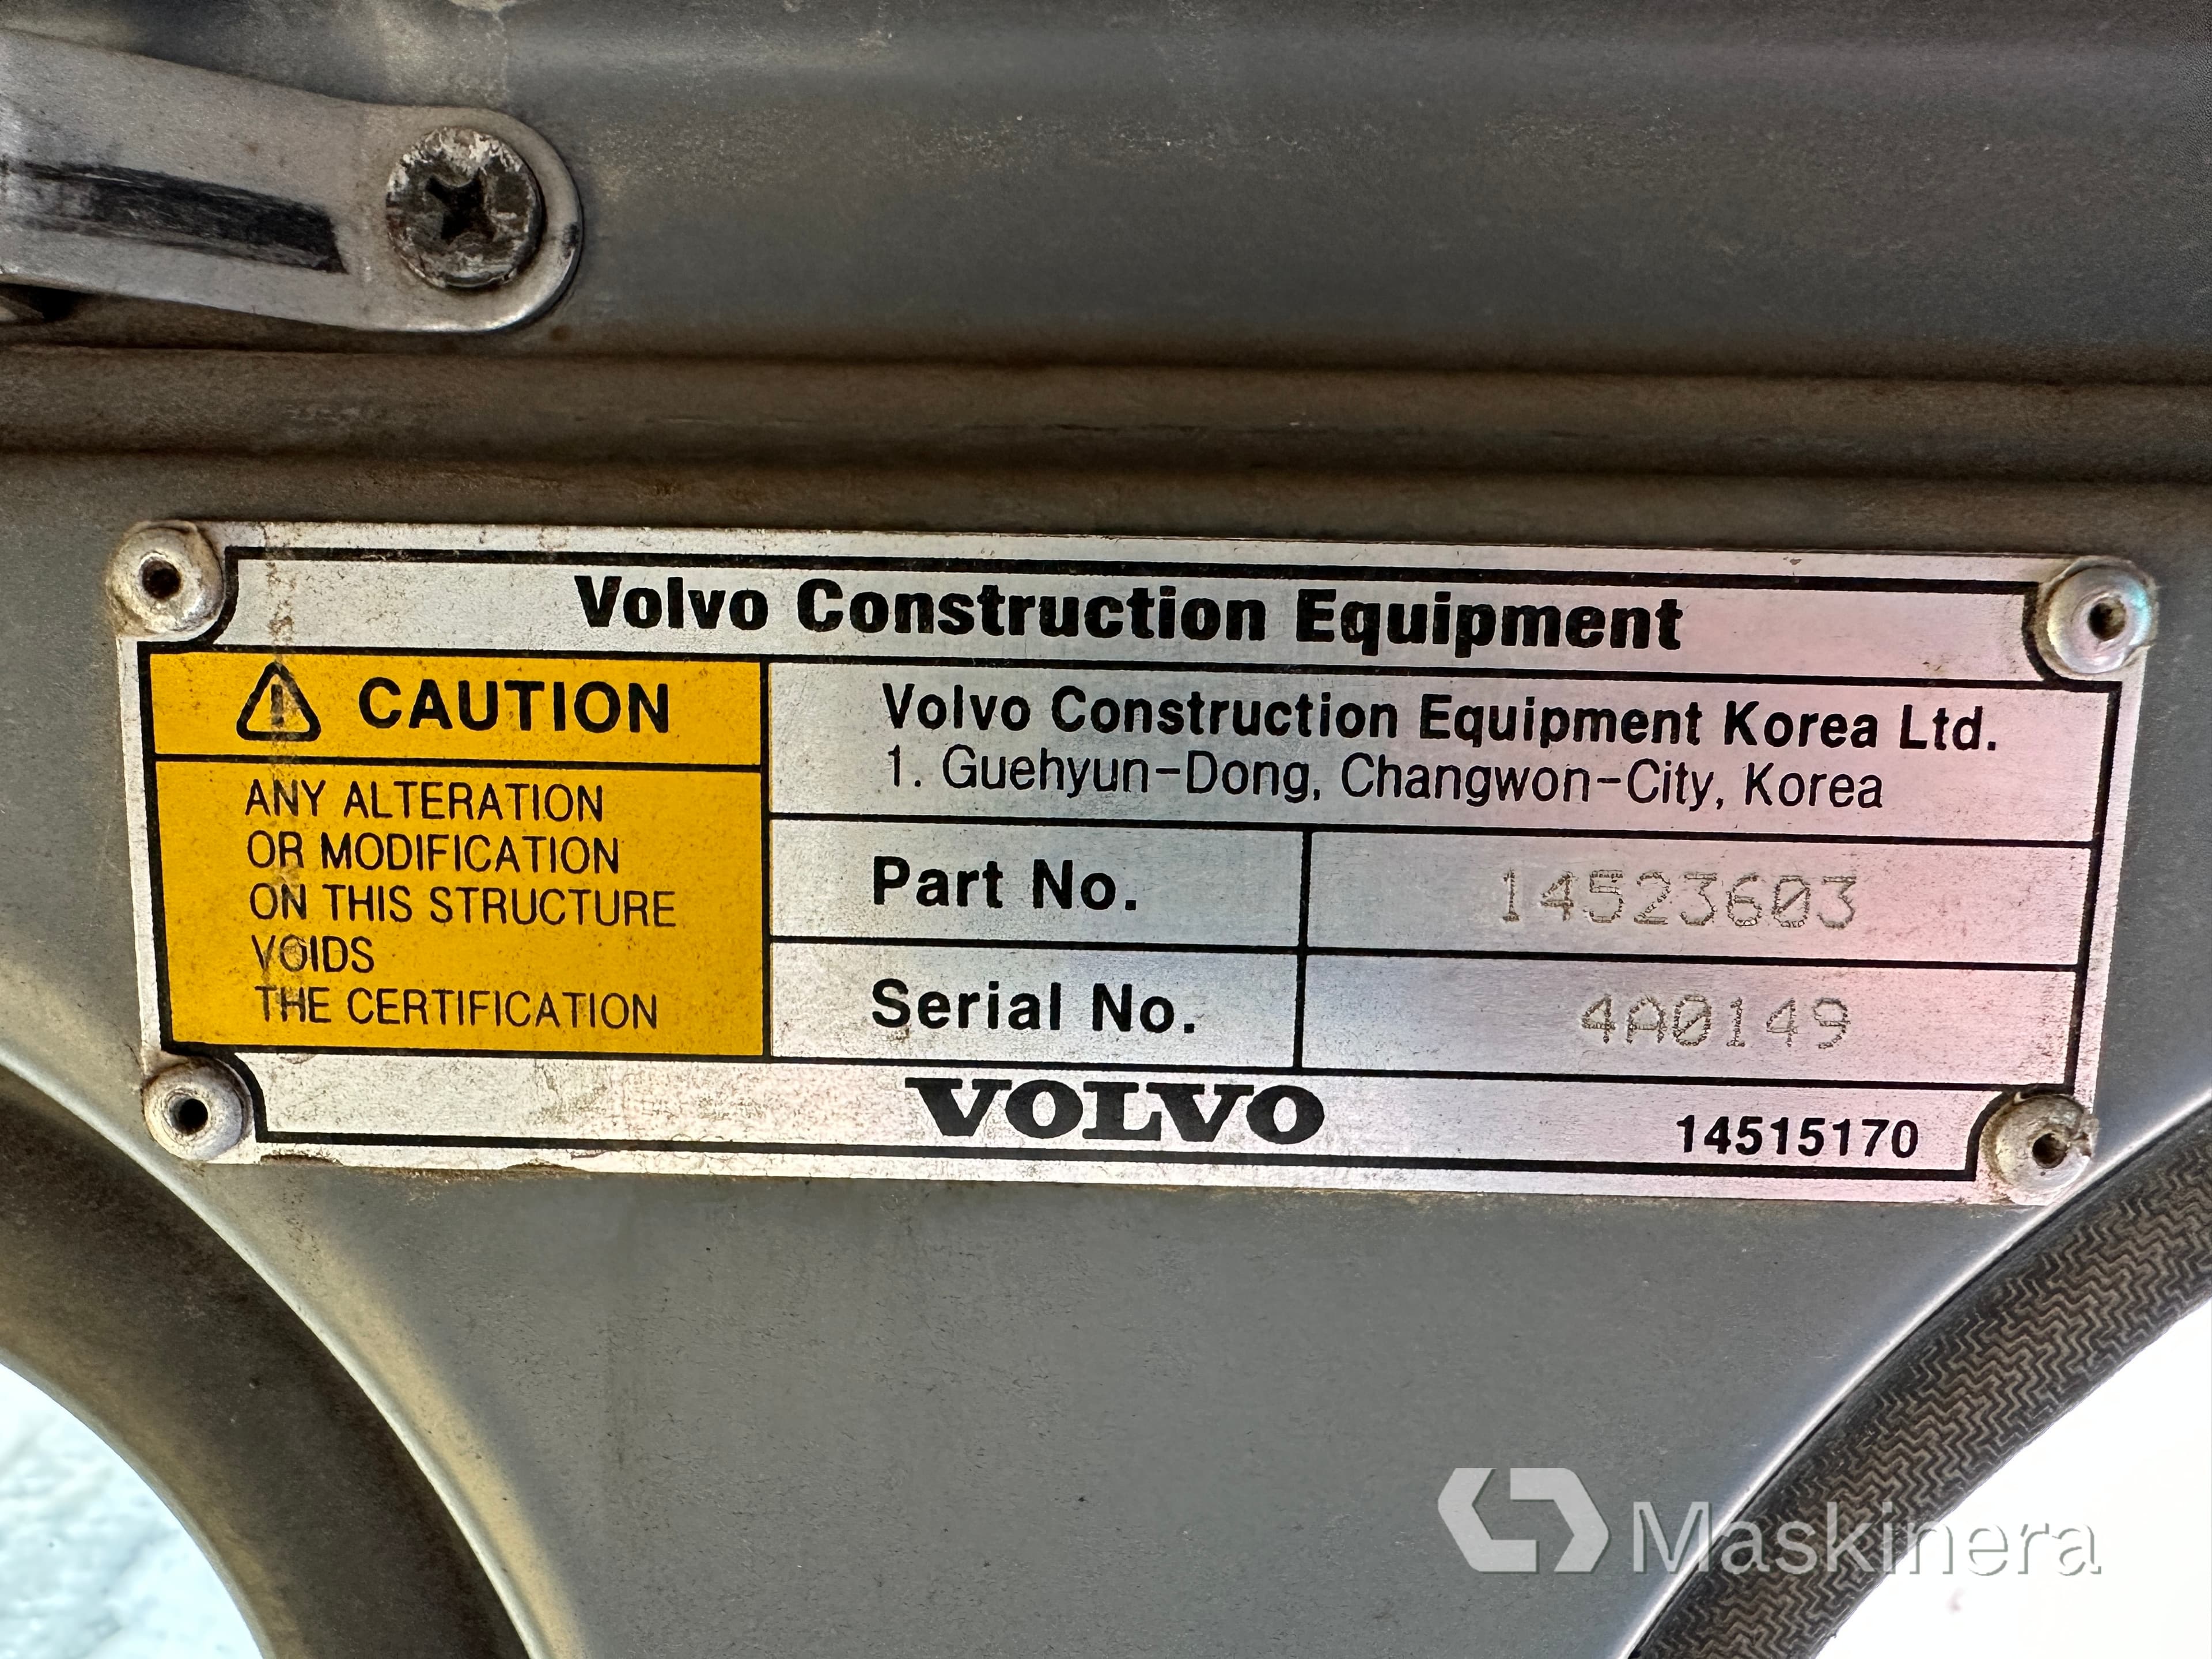 Volvo Construction Equipment
CAUTION
ANY ALTERATION
OR MODIFICATION
ON THIS STRUCTURE
VOIDS
THE CERTIFICATION
Volvo Construction Equipment Korea Ltd.
1. Guehyun-Dong, Changwon-City, Korea
Part No. 14523603
Serial No. 4A0149
VOLVO 14515170
Maskinera